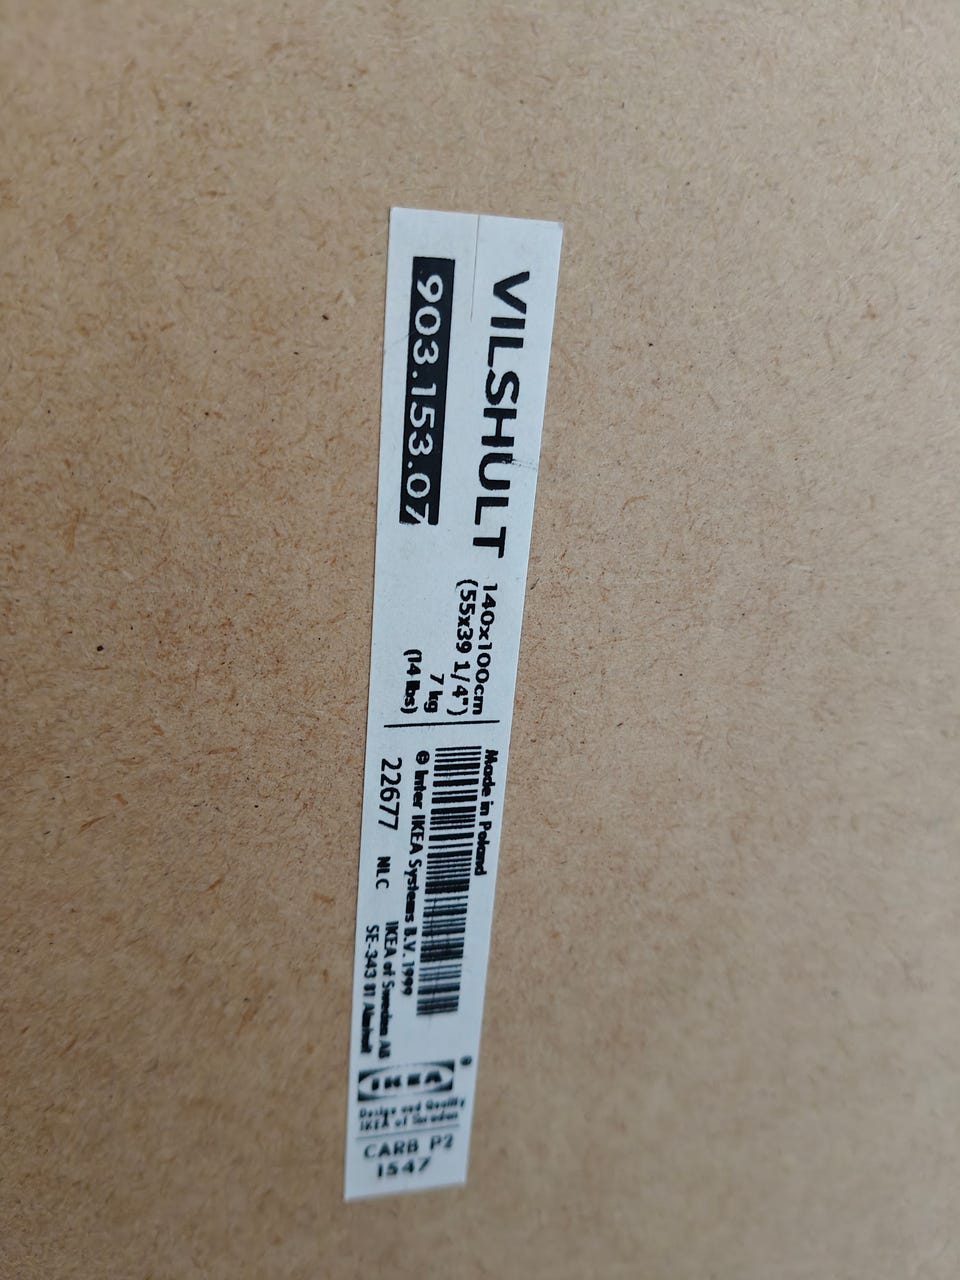 VILSHULT
903.153.07
140x100cm
(55x39 1/4")
7 kg
(14 lbs)
Made in Poland
© Inter IKEA Systems B.V. 1999
22677
NLC
IKEA of Sweden AB
SE-343 81 Älmhult
IKEA
®
Design and Quality
IKEA of Sweden
CARB P2
1547